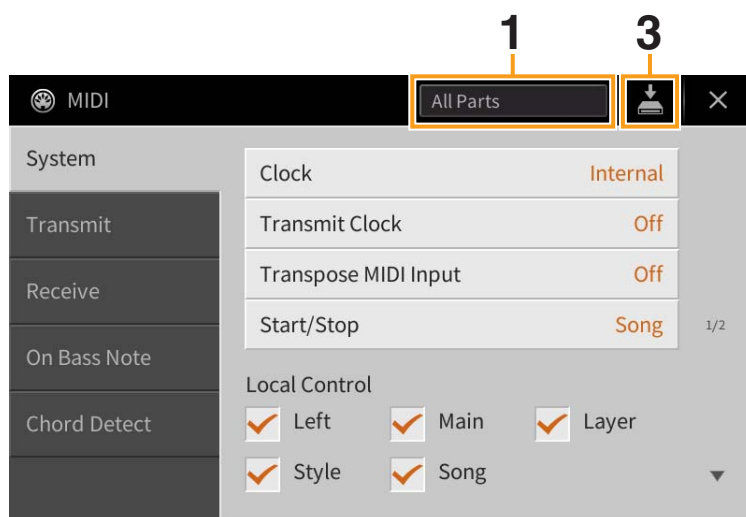 1 3
MIDI All Parts
System
Transmit
Receive
On Bass Note
Chord Detect
Clock Internal
Transmit Clock Off
Transpose MIDI Input Off
Start/Stop Song
1/2
Local Control
Left Main Layer
Style Song